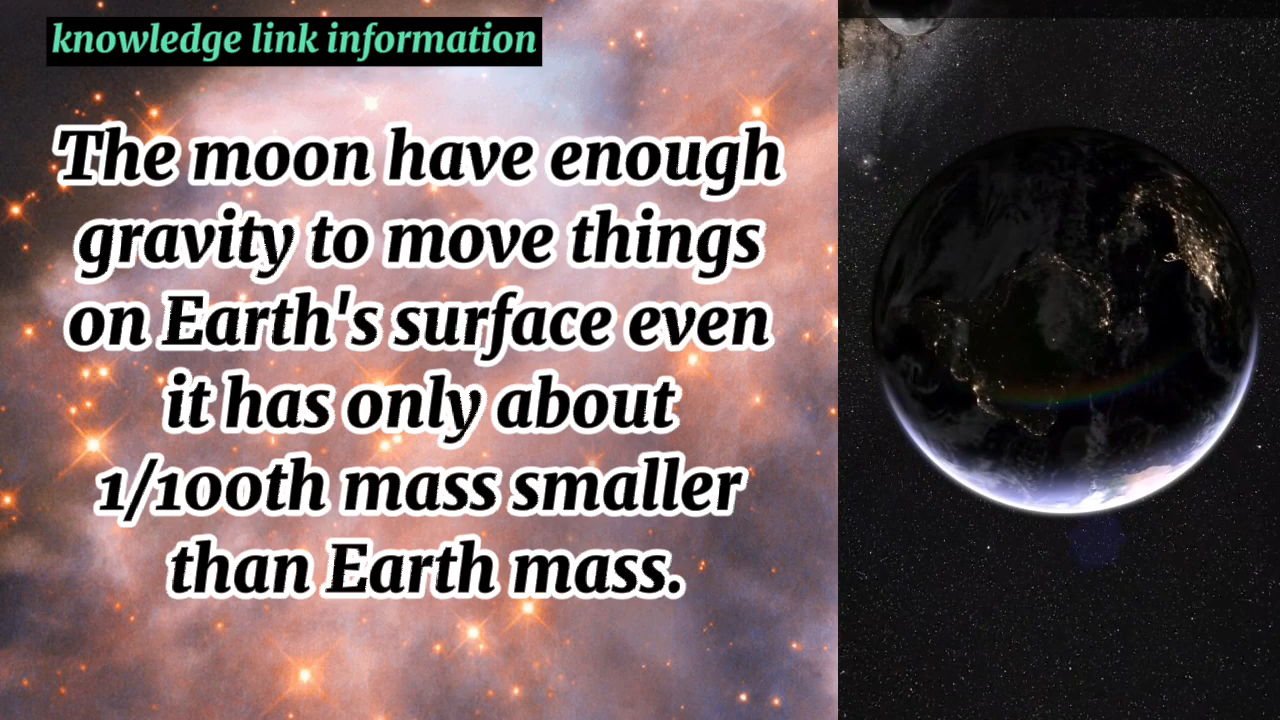 knowledge link information
The moon have enough
gravity to move things
on Earth's surface even
it has only about
1/100th mass smaller
than Earth mass.